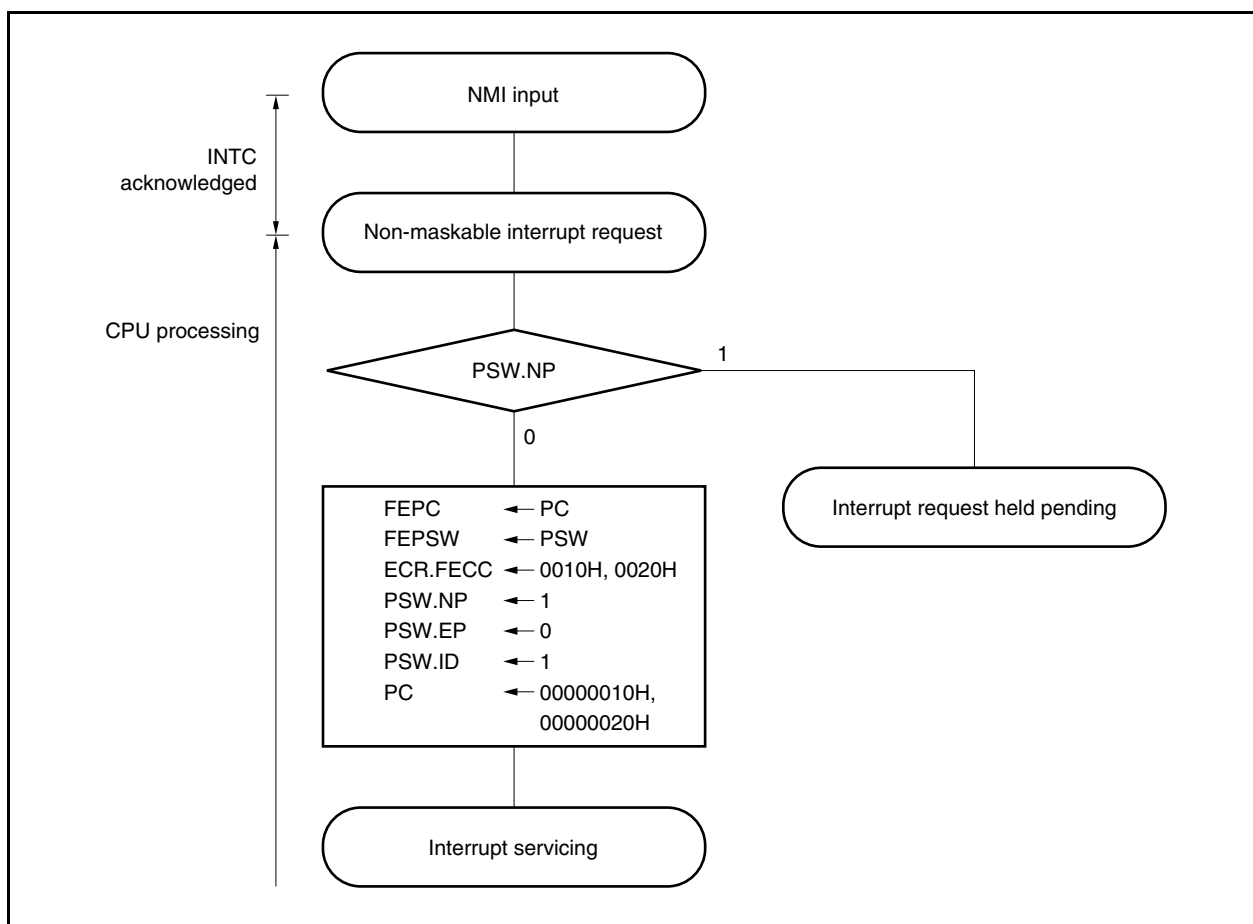 NMI input
INTC
acknowledged
Non-maskable interrupt request
CPU processing
PSW.NP
1
0
FEPC ← PC
FEPSW ← PSW
ECR.FECC ← 0010H, 0020H
PSW.NP ← 1
PSW.EP ← 0
PSW.ID ← 1
PC ← 00000010H,
00000020H
Interrupt request held pending
Interrupt servicing